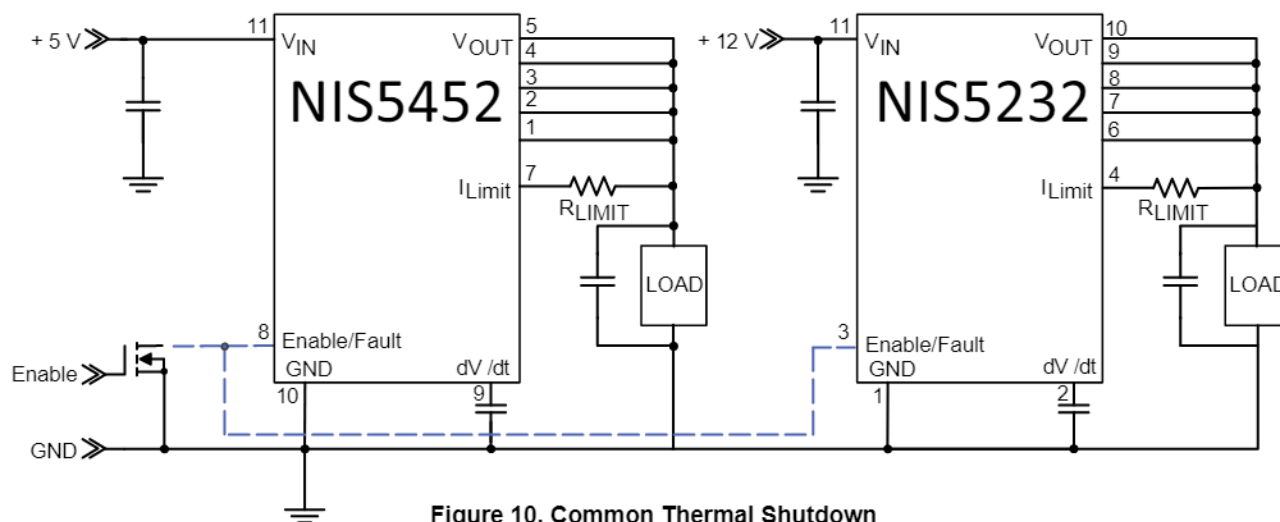 + 5 V
11
VIN
NIS5452
VOUT
5
4
3
2
1
7
ILimit
RLIMIT
LOAD
8
Enable/Fault
GND
dV /dt
10
9
Enable
GND
+ 12 V
11
VIN
NIS5232
VOUT
10
9
8
7
6
4
ILimit
RLIMIT
LOAD
3
Enable/Fault
GND
dV /dt
1
2
Figure 10. Common Thermal Shutdown